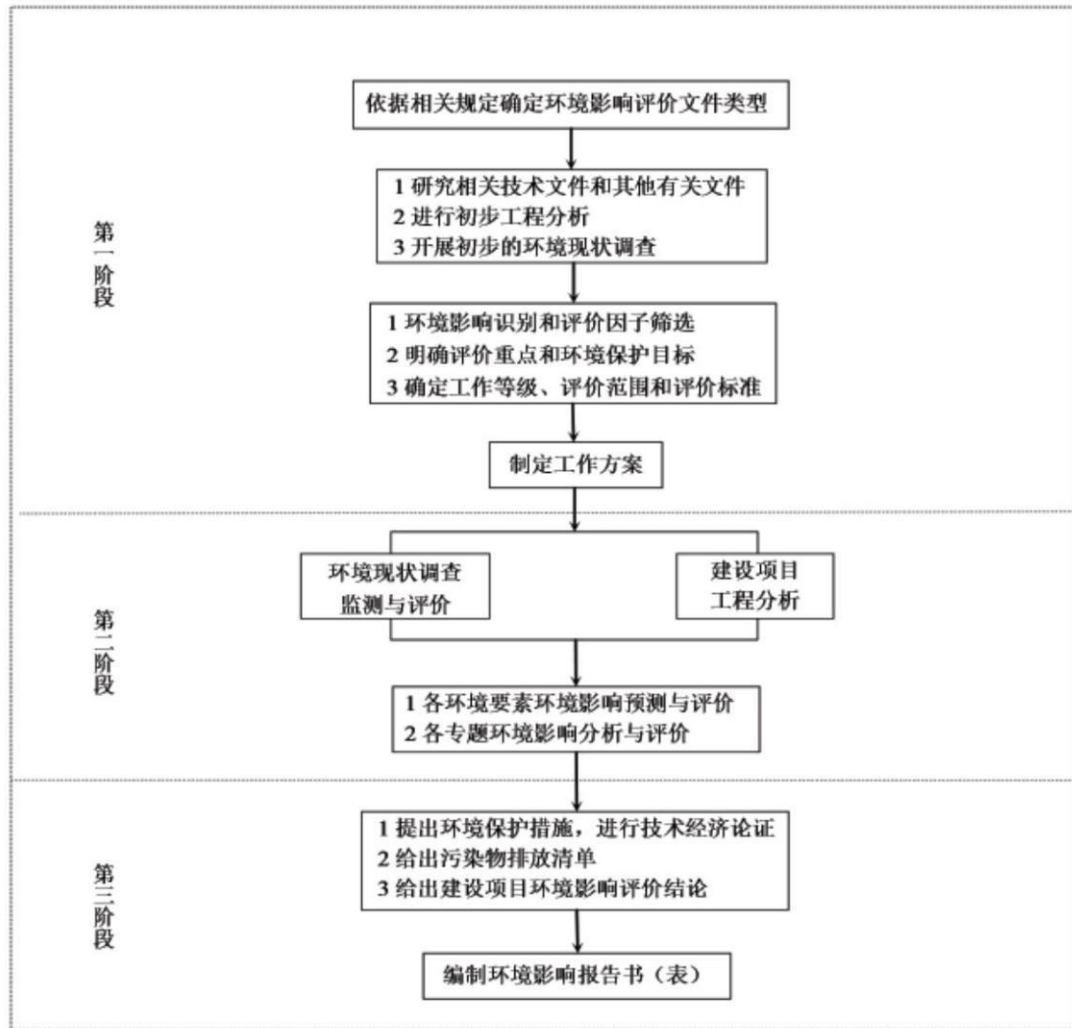 依据相关规定确定环境影响评价文件类型
1 研究相关技术文件和其他有关文件
2 进行初步工程分析
3 开展初步的环境现状调查
第一阶段
1 环境影响识别和评价因子筛选
2 明确评价重点和环境保护目标
3 确定工作等级、评价范围和评价标准
制定工作方案
环境现状调查
监测与评价
建设项目
工程分析
第二阶段
1 各环境要素环境影响预测与评价
2 各专题环境影响分析与评价
1 提出环境保护措施，进行技术经济论证
2 给出污染物排放清单
3 给出建设项目环境影响评价结论
第三阶段
编制环境影响报告书（表）